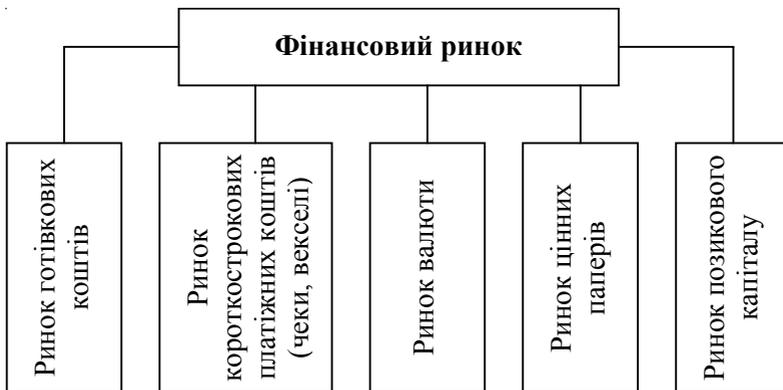 Фінансовий ринок
Ринок готівкових
коштів
Ринок
короткострокових
платіжних коштів
(чеки, векселі)
Ринок валюти
Ринок цінних
паперів
Ринок позикового
капіталу